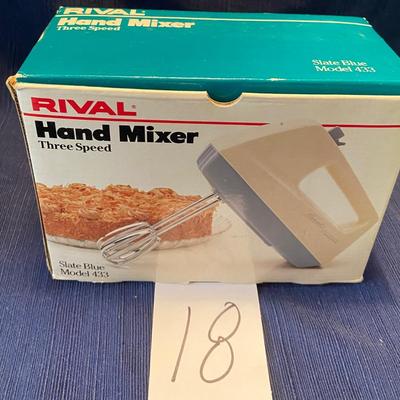 RIVAL
Hand Mixer
Three Speed
Slate Blue
Model 433
RIVAL®
Hand Mixer
Three Speed
Slate Blue
Model 433
18